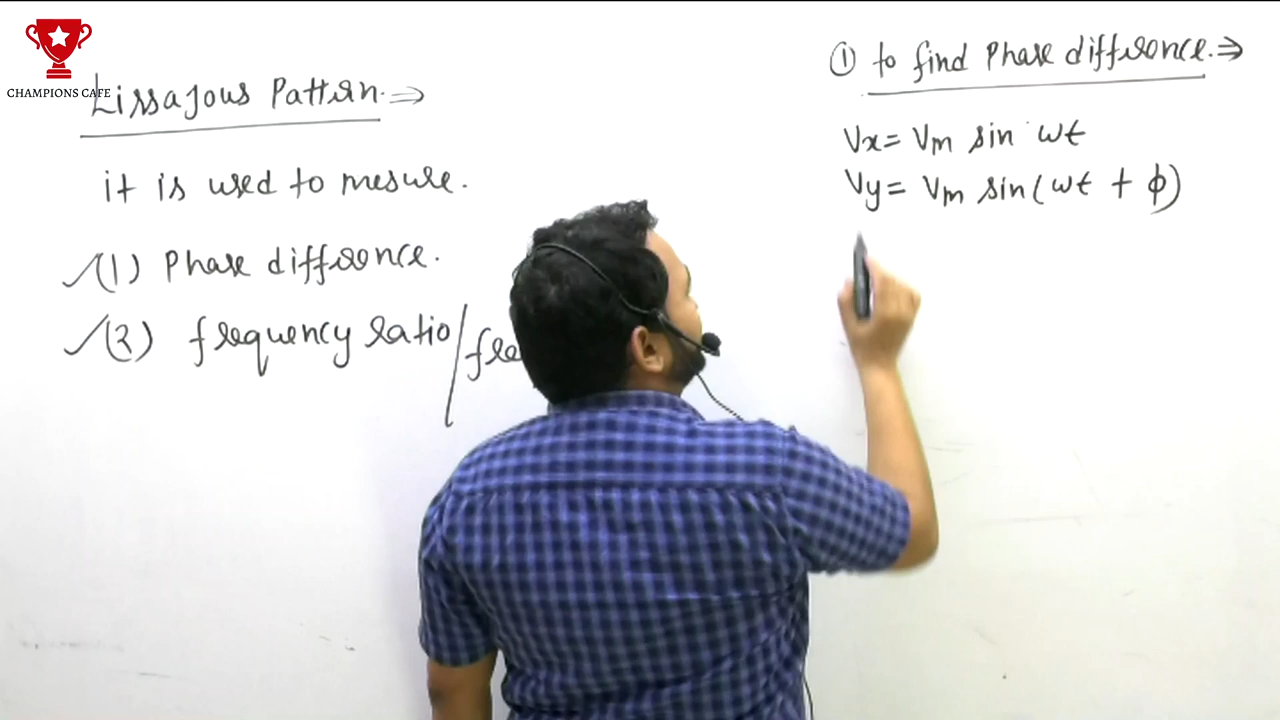 CHAMPIONS CAFE
Lissajous Pattern. ⇒
it is used to mesure.
(1) Phase difference.
(2) frequency ratio/fre
① to find Phase difference. ⇒
Vx = Vm sin wt
Vy = Vm sin(wt + ϕ)